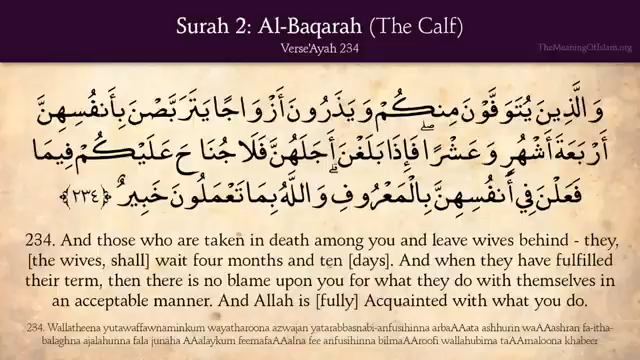 Surah 2: Al-Baqarah (The Calf)
Verse'Ayah 234
TheMeaningOfIslam.org
وَالَّذِينَ يُتَوَفَّوْنَ مِنكُمْ وَيَذَرُونَ أَزْوَاجًا يَتَرَبَّصْنَ بِأَنفُسِهِنَّ
أَرْبَعَةَ أَشْهُرٍ وَعَشْرًا ۖ فَإِذَا بَلَغْنَ أَجَلَهُنَّ فَلَا جُنَاحَ عَلَيْكُمْ فِيمَا
فَعَلْنَ فِي أَنفُسِهِنَّ بِالْمَعْرُوفِ ۗ وَاللَّهُ بِمَا تَعْمَلُونَ خَبِيرٌ ﴿٢٣٤﴾
234. And those who are taken in death among you and leave wives behind - they,
[the wives, shall] wait four months and ten [days]. And when they have fulfilled
their term, then there is no blame upon you for what they do with themselves in
an acceptable manner. And Allah is [fully] Acquainted with what you do.
234. Wallatheena yutawaffawnaminkum wayatharoona azwajan yatarabbasnabi-anfusihinna arbaAAata ashhurin waAAashran fa-itha-
balaghna ajalahunna fala junaha AAalaykum feemafaAAalna fee anfusihinna bilmaAAroofi wallahubima taAAmaloona khabeer